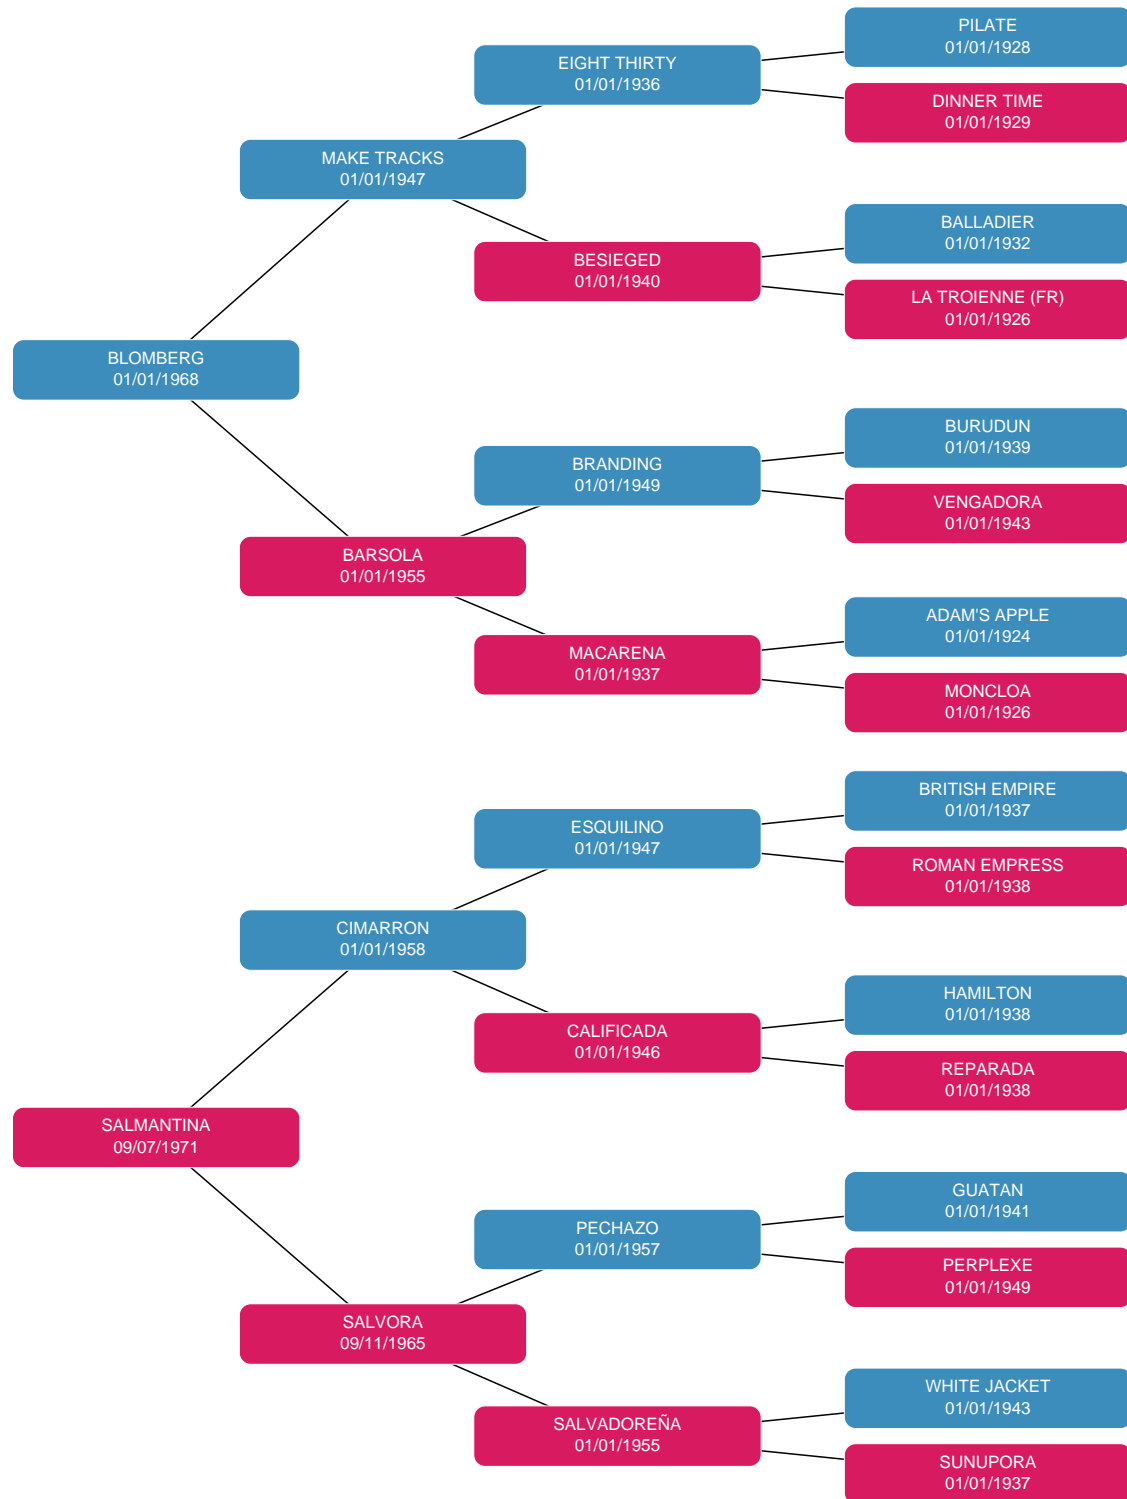 PILATE
01/01/1928
EIGHT THIRTY
01/01/1936
DINNER TIME
01/01/1929
MAKE TRACKS
01/01/1947
BALLADIER
01/01/1932
BESIEGED
01/01/1940
LA TROIENNE (FR)
01/01/1926
BLOMBERG
01/01/1968
BURUDUN
01/01/1939
BRANDING
01/01/1949
VENGADORA
01/01/1943
BARSOLA
01/01/1955
ADAM'S APPLE
01/01/1924
MACARENA
01/01/1937
MONCLOA
01/01/1926
BRITISH EMPIRE
01/01/1937
ESQUILINO
01/01/1947
ROMAN EMPRESS
01/01/1938
CIMARRON
01/01/1958
HAMILTON
01/01/1938
CALIFICADA
01/01/1946
REPARADA
01/01/1938
SALMANTINA
09/07/1971
GUATAN
01/01/1941
PECHAZO
01/01/1957
PERPLEXE
01/01/1949
SALVORA
09/11/1965
WHITE JACKET
01/01/1943
SALVADOREÑA
01/01/1955
SUNUPORA
01/01/1937